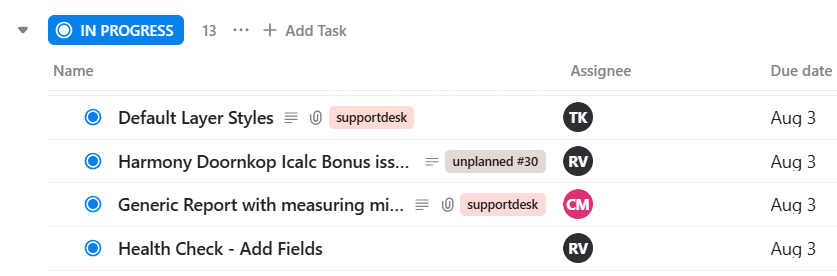 IN PROGRESS 13 ... + Add Task
Name Assignee Due date
Default Layer Styles supportdesk TK Aug 3
Harmony Doornkop Icalc Bonus iss... unplanned #30 RV Aug 3
Generic Report with measuring mi... supportdesk CM Aug 3
Health Check - Add Fields RV Aug 3